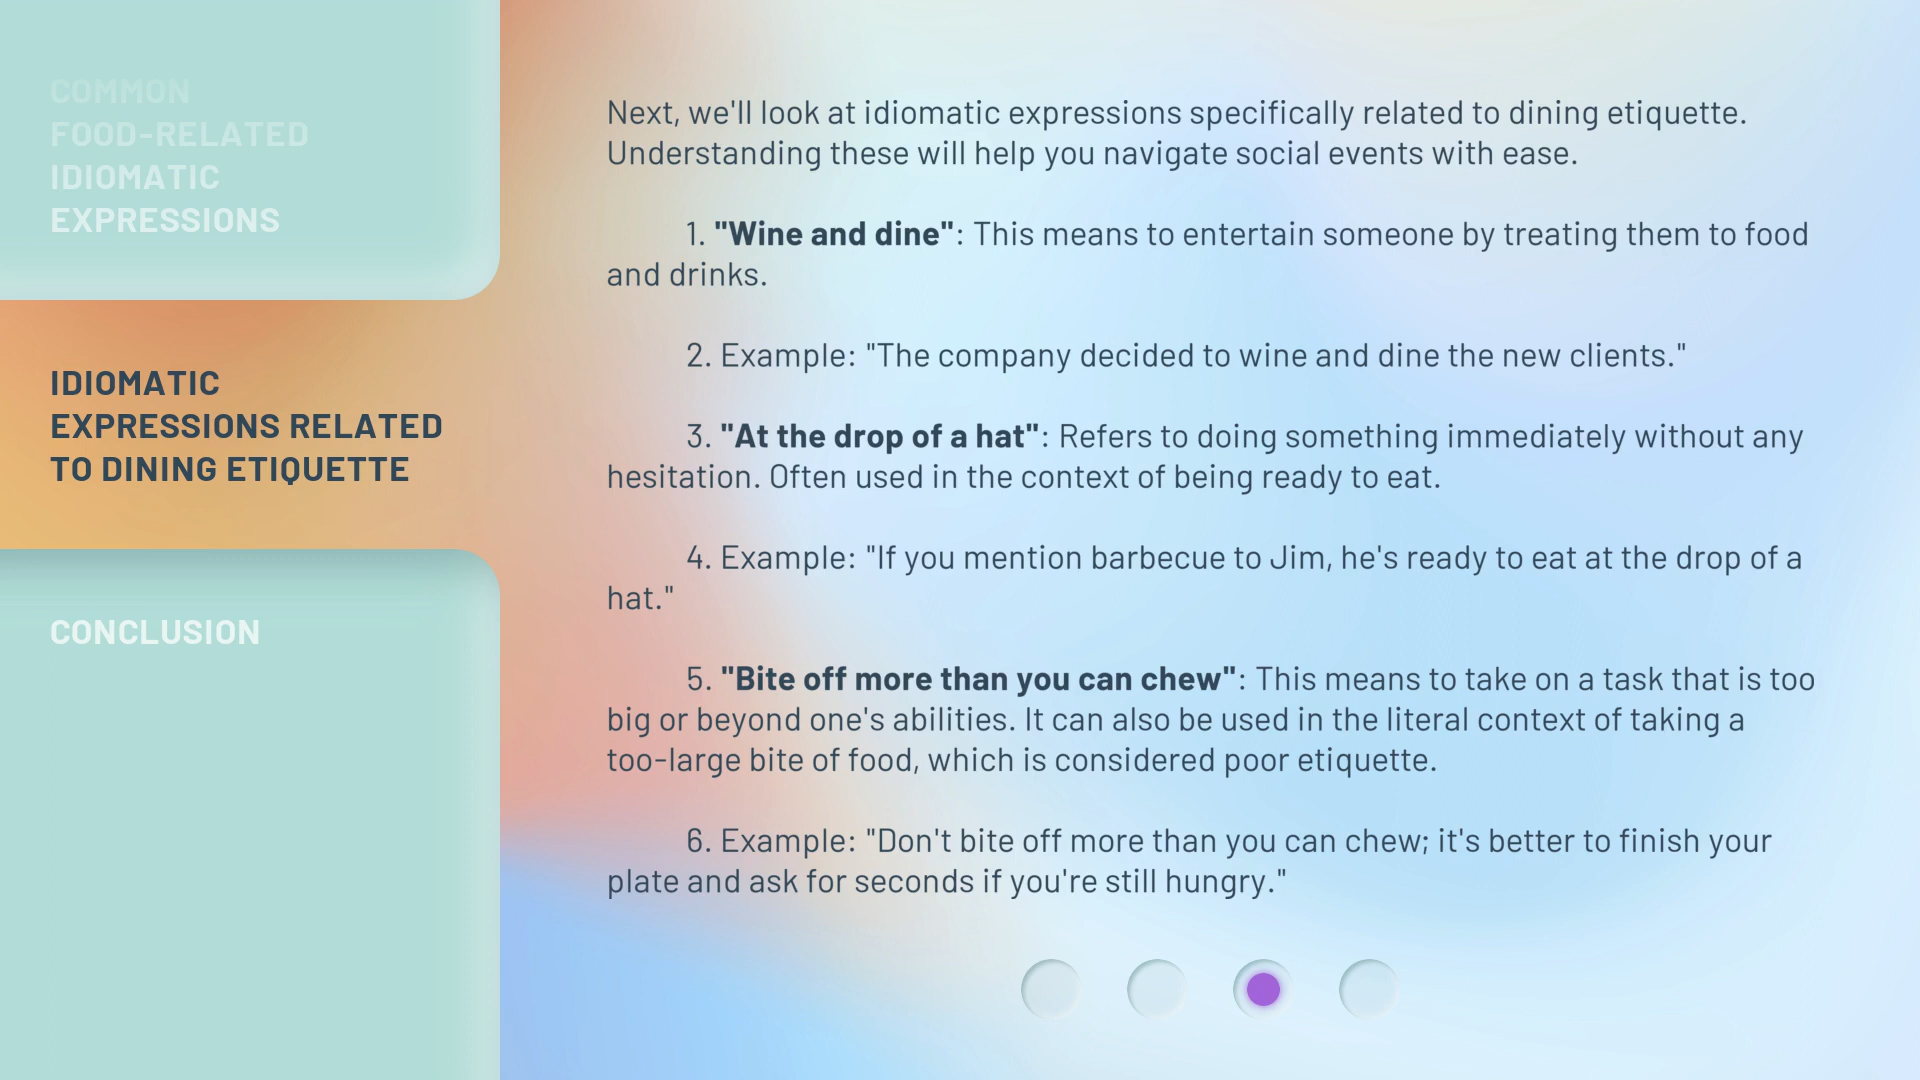 COMMON
FOOD-RELATED
IDIOMATIC
EXPRESSIONS
IDIOMATIC
EXPRESSIONS RELATED
TO DINING ETIQUETTE
CONCLUSION
Next, we'll look at idiomatic expressions specifically related to dining etiquette.
Understanding these will help you navigate social events with ease.
1. "Wine and dine": This means to entertain someone by treating them to food
and drinks.
2. Example: "The company decided to wine and dine the new clients."
3. "At the drop of a hat": Refers to doing something immediately without any
hesitation. Often used in the context of being ready to eat.
4. Example: "If you mention barbecue to Jim, he's ready to eat at the drop of a
hat."
5. "Bite off more than you can chew": This means to take on a task that is too
big or beyond one's abilities. It can also be used in the literal context of taking a
too-large bite of food, which is considered poor etiquette.
6. Example: "Don't bite off more than you can chew; it's better to finish your
plate and ask for seconds if you're still hungry."